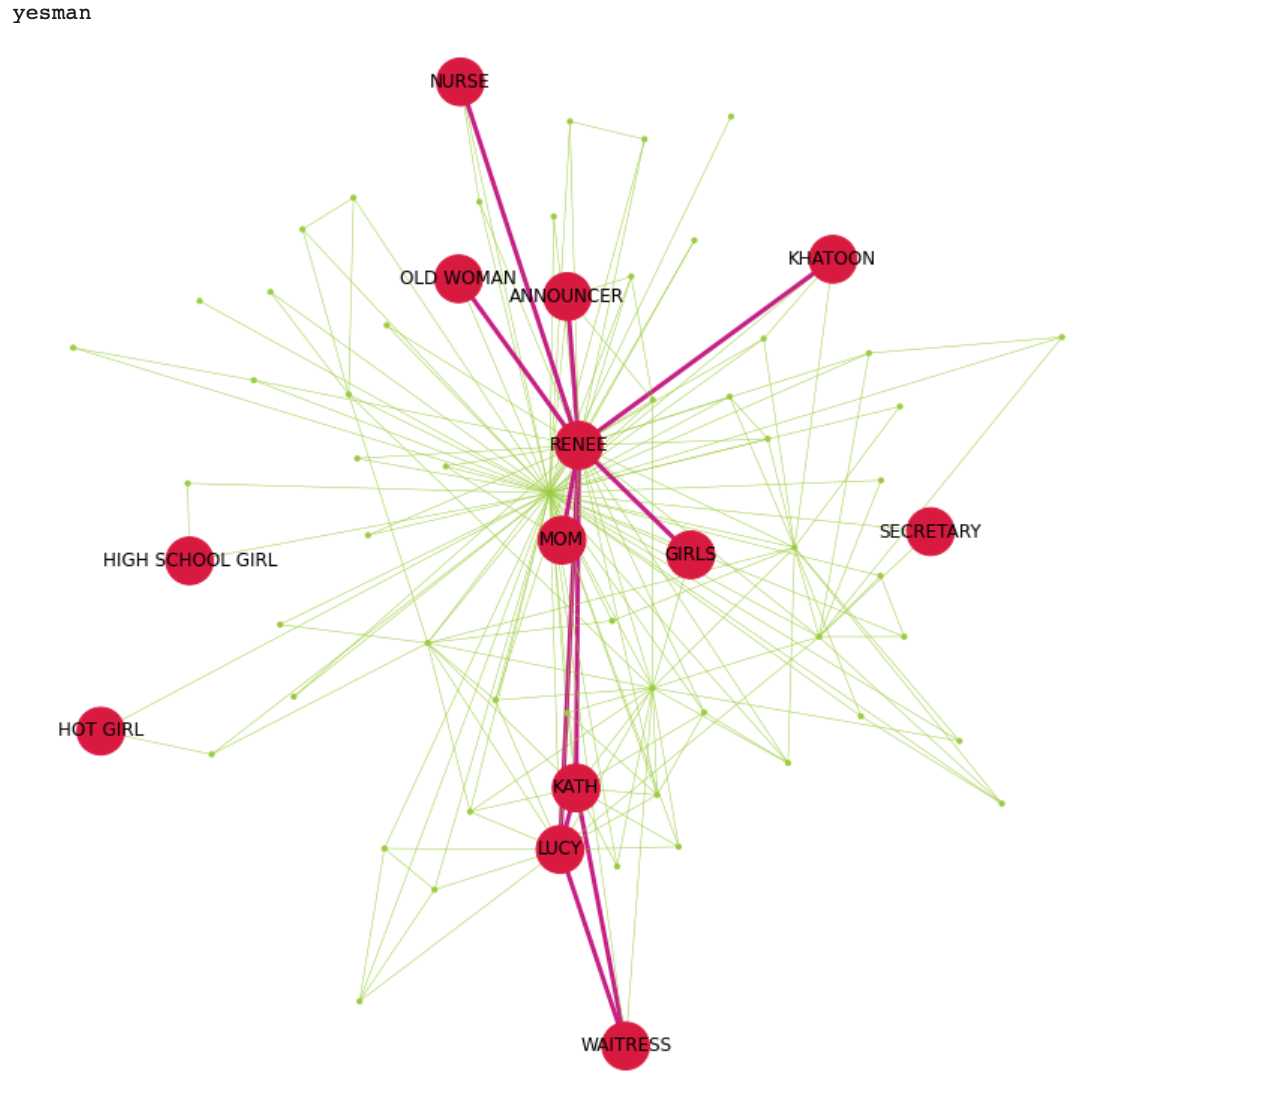 yesman
NURSE
KHATOON
OLD WOMAN
ANNOUNCER
RENEE
SECRETARY
MOM
GIRLS
HIGH SCHOOL GIRL
HOT GIRL
KATH
LUCY
WAITRESS